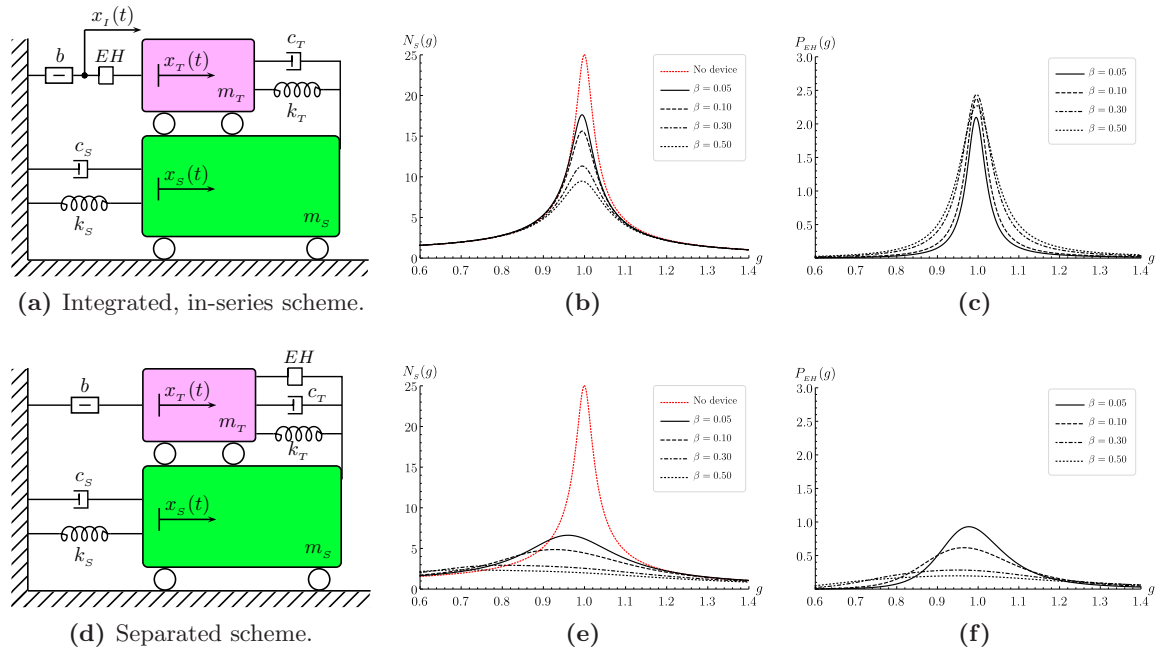 x_I(t)
b
EH
x_T(t)
m_T
c_T
k_T
c_S
x_S(t)
k_S
m_S
(a) Integrated, in-series scheme.
N_S(g)
25
20
15
10
5
0
0.6 0.7 0.8 0.9 1.0 1.1 1.2 1.3 1.4 g
No device
β = 0.05
β = 0.10
β = 0.30
β = 0.50
(b)
P_EH(g)
3.0
2.5
2.0
1.5
1.0
0.5
0.6 0.7 0.8 0.9 1.0 1.1 1.2 1.3 1.4 g
β = 0.05
β = 0.10
β = 0.30
β = 0.50
(c)
EH
b
x_T(t)
m_T
c_T
k_T
c_S
x_S(t)
k_S
m_S
(d) Separated scheme.
N_S(g)
25
20
15
10
5
0
0.6 0.7 0.8 0.9 1.0 1.1 1.2 1.3 1.4 g
No device
β = 0.05
β = 0.10
β = 0.30
β = 0.50
(e)
P_EH(g)
3.0
2.5
2.0
1.5
1.0
0.5
0.6 0.7 0.8 0.9 1.0 1.1 1.2 1.3 1.4 g
β = 0.05
β = 0.10
β = 0.30
β = 0.50
(f)